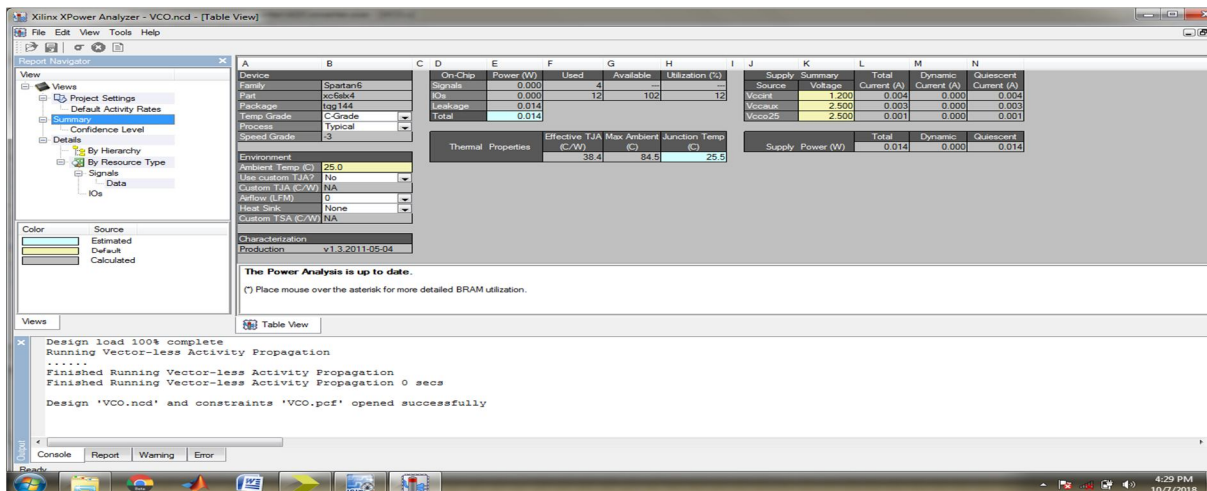 Xilinx XPower Analyzer - VCO.ncd - [Table View]
File Edit View Tools Help
Report Navigator
View
Views
Project Settings
Default Activity Rates
Summary
Confidence Level
Details
By Hierarchy
By Resource Type
Signals
Data
IOs
Color Source
Estimated
Default
Calculated
Views
A B C D E F G H I J K L M N
Device
Family Spartan6
Part xc6slx4
Package tqg144
Temp Grade C-Grade
Process Typical
Speed Grade -3
Environment
Ambient Temp (C) 25.0
Use custom TJA? No
Custom TJA (C/W) NA
Airflow (LFM) 0
Heat Sink None
Custom TSA (C/W) NA
Characterization
Production v1.3.2011-05-04
On-Chip Power (W) Used Available Utilization (%)
Signals 0.000 4 --- ---
IOs 0.000 12 102 12
Leakage 0.014
Total 0.014
Effective TJA Max Ambient Junction Temp
Thermal Properties (C/W) (C) (C)
38.4 84.5 25.5
Supply Summary Total Dynamic Quiescent
Source Voltage Current (A) Current (A) Current (A)
Vccint 1.200 0.004 0.000 0.004
Vccaux 2.500 0.003 0.000 0.003
Vcco25 2.500 0.001 0.000 0.001
Total Dynamic Quiescent
Supply Power (W) 0.014 0.000 0.014
The Power Analysis is up to date.
(*) Place mouse over the asterisk for more detailed BRAM utilization.
Table View
Design load 100% complete
Running Vector-less Activity Propagation
......
Finished Running Vector-less Activity Propagation
Finished Running Vector-less Activity Propagation 0 secs
Design 'VCO.ncd' and constraints 'VCO.pcf' opened successfully
Output
Console Report Warning Error
Ready
4:29 PM
10/7/2018